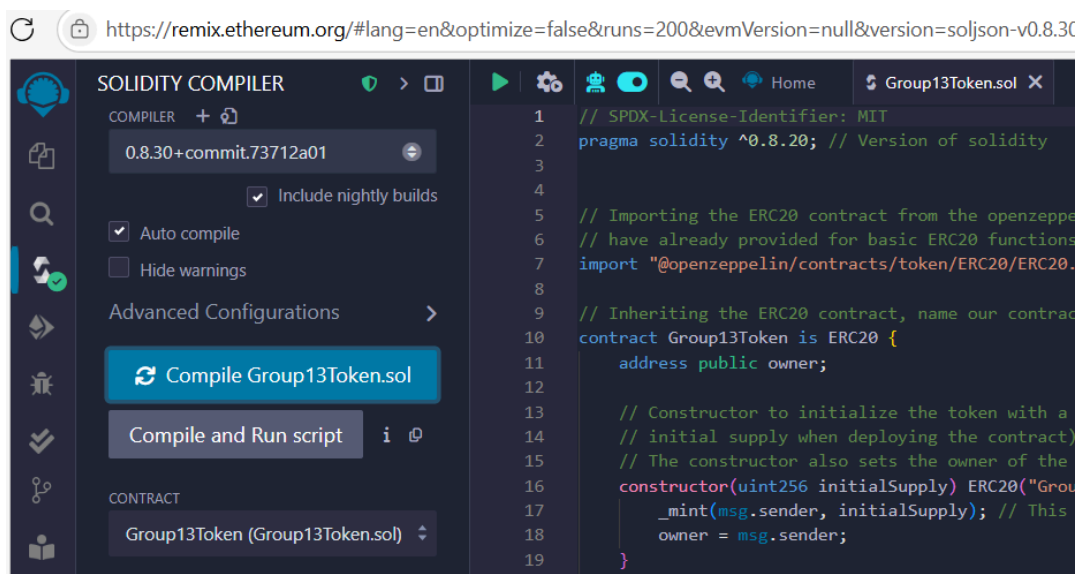 https://remix.ethereum.org/#lang=en&optimize=false&runs=200&evmVersion=null&version=soljson-v0.8.30
SOLIDITY COMPILER
COMPILER
0.8.30+commit.73712a01
Include nightly builds
Auto compile
Hide warnings
Advanced Configurations
Compile Group13Token.sol
Compile and Run script
CONTRACT
Group13Token (Group13Token.sol)
Home
Group13Token.sol
1 // SPDX-License-Identifier: MIT
2 pragma solidity ^0.8.20; // Version of solidity
3
4
5 // Importing the ERC20 contract from the openzeppe
6 // have already provided for basic ERC20 functions
7 import "@openzeppelin/contracts/token/ERC20/ERC20.
8
9 // Inheriting the ERC20 contract, name our contrac
10 contract Group13Token is ERC20 {
11 address public owner;
12
13 // Constructor to initialize the token with a
14 // initial supply when deploying the contract)
15 // The constructor also sets the owner of the
16 constructor(uint256 initialSupply) ERC20("Grou
17 _mint(msg.sender, initialSupply); // This
18 owner = msg.sender;
19 }